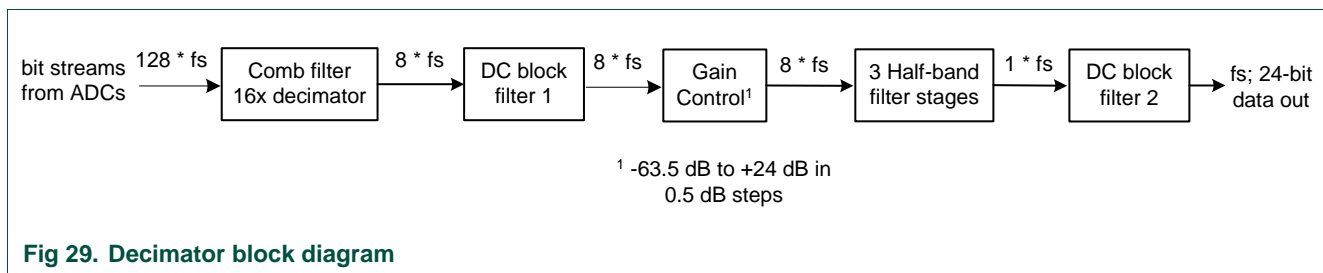 bit streams
from ADCs
128 * fs
Comb filter
16x decimator
8 * fs
DC block
filter 1
8 * fs
Gain
Control¹
8 * fs
3 Half-band
filter stages
1 * fs
DC block
filter 2
fs; 24-bit
data out
¹ -63.5 dB to +24 dB in
0.5 dB steps
Fig 29. Decimator block diagram